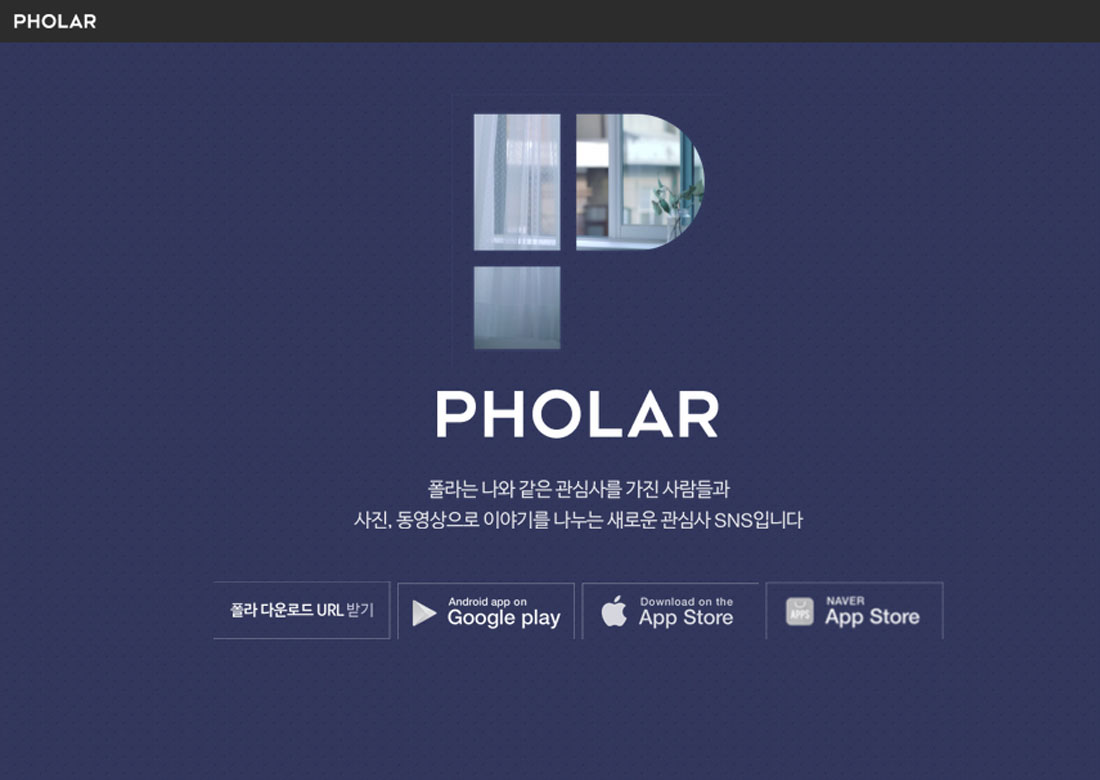 PHOLAR
PHOLAR
폴라는 나와 같은 관심사를 가진 사람들과
사진, 동영상으로 이야기를 나누는 새로운 관심사 SNS입니다
폴라 다운로드 URL 받기
Android app on
Google play
Download on the
App Store
APPS
NAVER
App Store